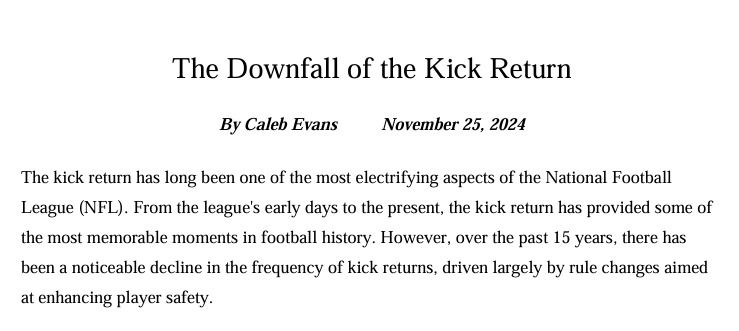 The Downfall of the Kick Return
By Caleb Evans November 25, 2024
The kick return has long been one of the most electrifying aspects of the National Football
League (NFL). From the league's early days to the present, the kick return has provided some of
the most memorable moments in football history. However, over the past 15 years, there has
been a noticeable decline in the frequency of kick returns, driven largely by rule changes aimed
at enhancing player safety.